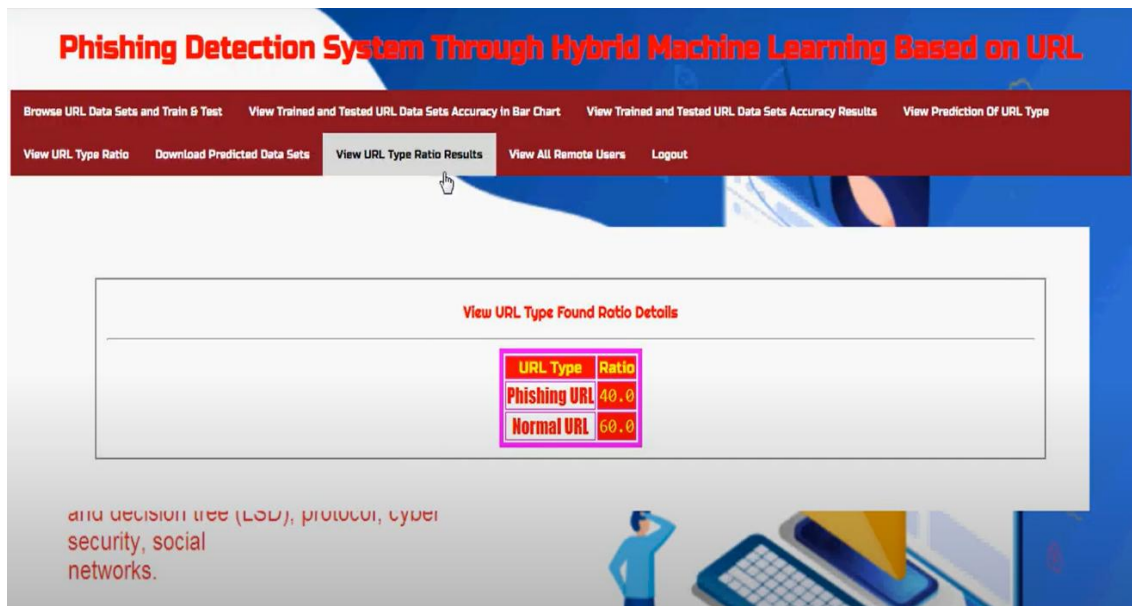 Phishing Detection System Through Hybrid Machine Learning Based on URL
Browse URL Data Sets and Train & Test View Trained and Tested URL Data Sets Accuracy in Bar Chart View Trained and Tested URL Data Sets Accuracy Results View Prediction Of URL Type
View URL Type Ratio Download Predicted Data Sets View URL Type Ratio Results View All Remote Users Logout
View URL Type Found Ratio Details
URL Type Ratio
Phishing URL 40.0
Normal URL 60.0
and decision tree (LSD), protocol, cyber
security, social
networks.